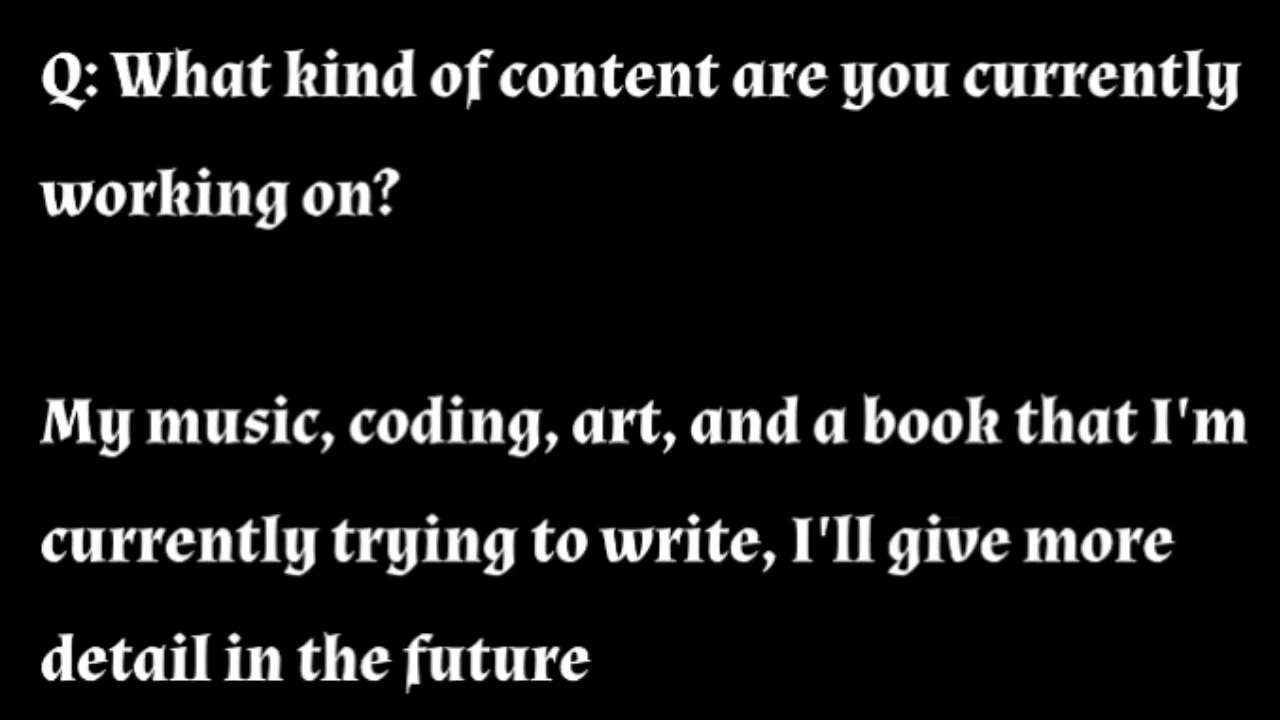 Q: What kind of content are you currently
working on?
My music, coding, art, and a book that I'm
currently trying to write, I'll give more
detail in the future